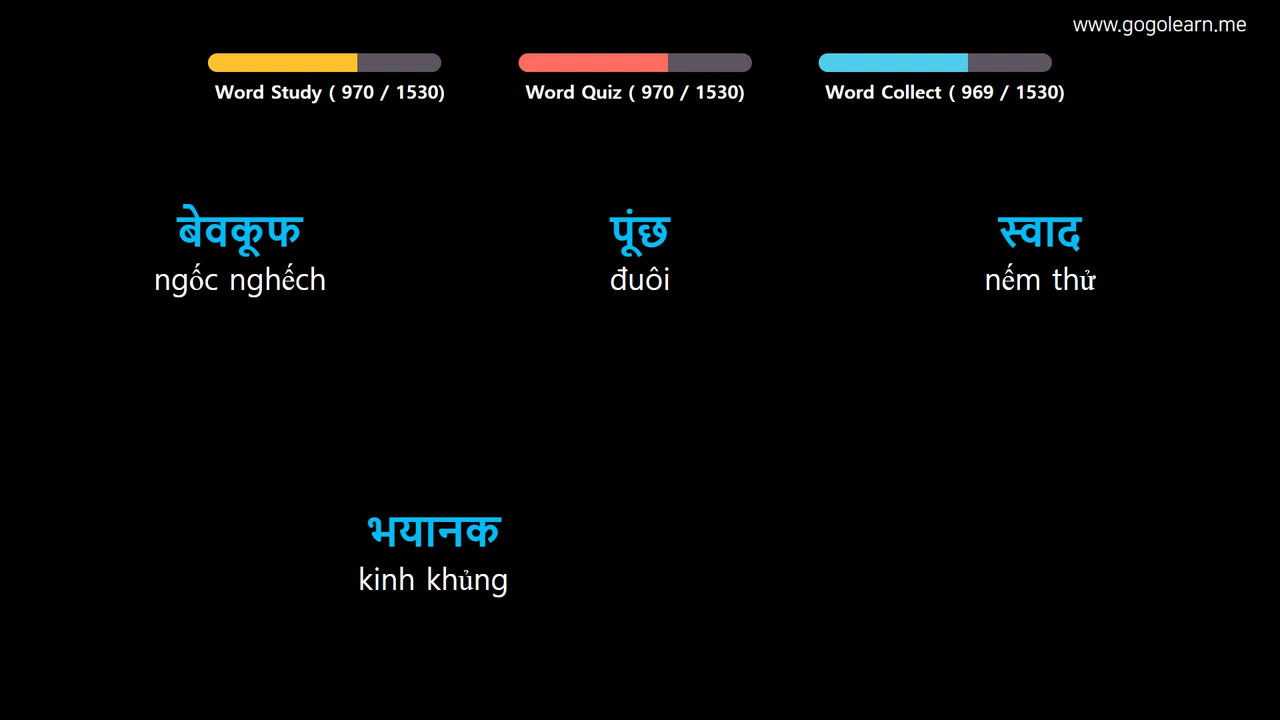 www.gogolearn.me
Word Study ( 970 / 1530)
Word Quiz ( 970 / 1530)
Word Collect ( 969 / 1530)
बेवकूफ
ngốc nghếch
पूंछ
đuôi
स्वाद
nếm thử
भयानक
kinh khủng